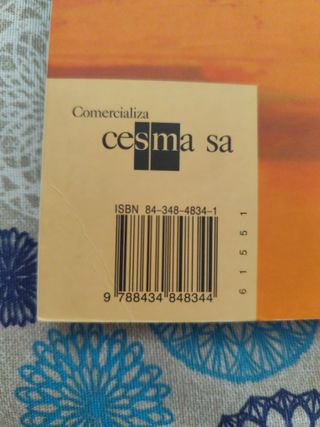 Comercializa
cesma sa
ISBN 84-348-4834-1
9 788434 848344
61551